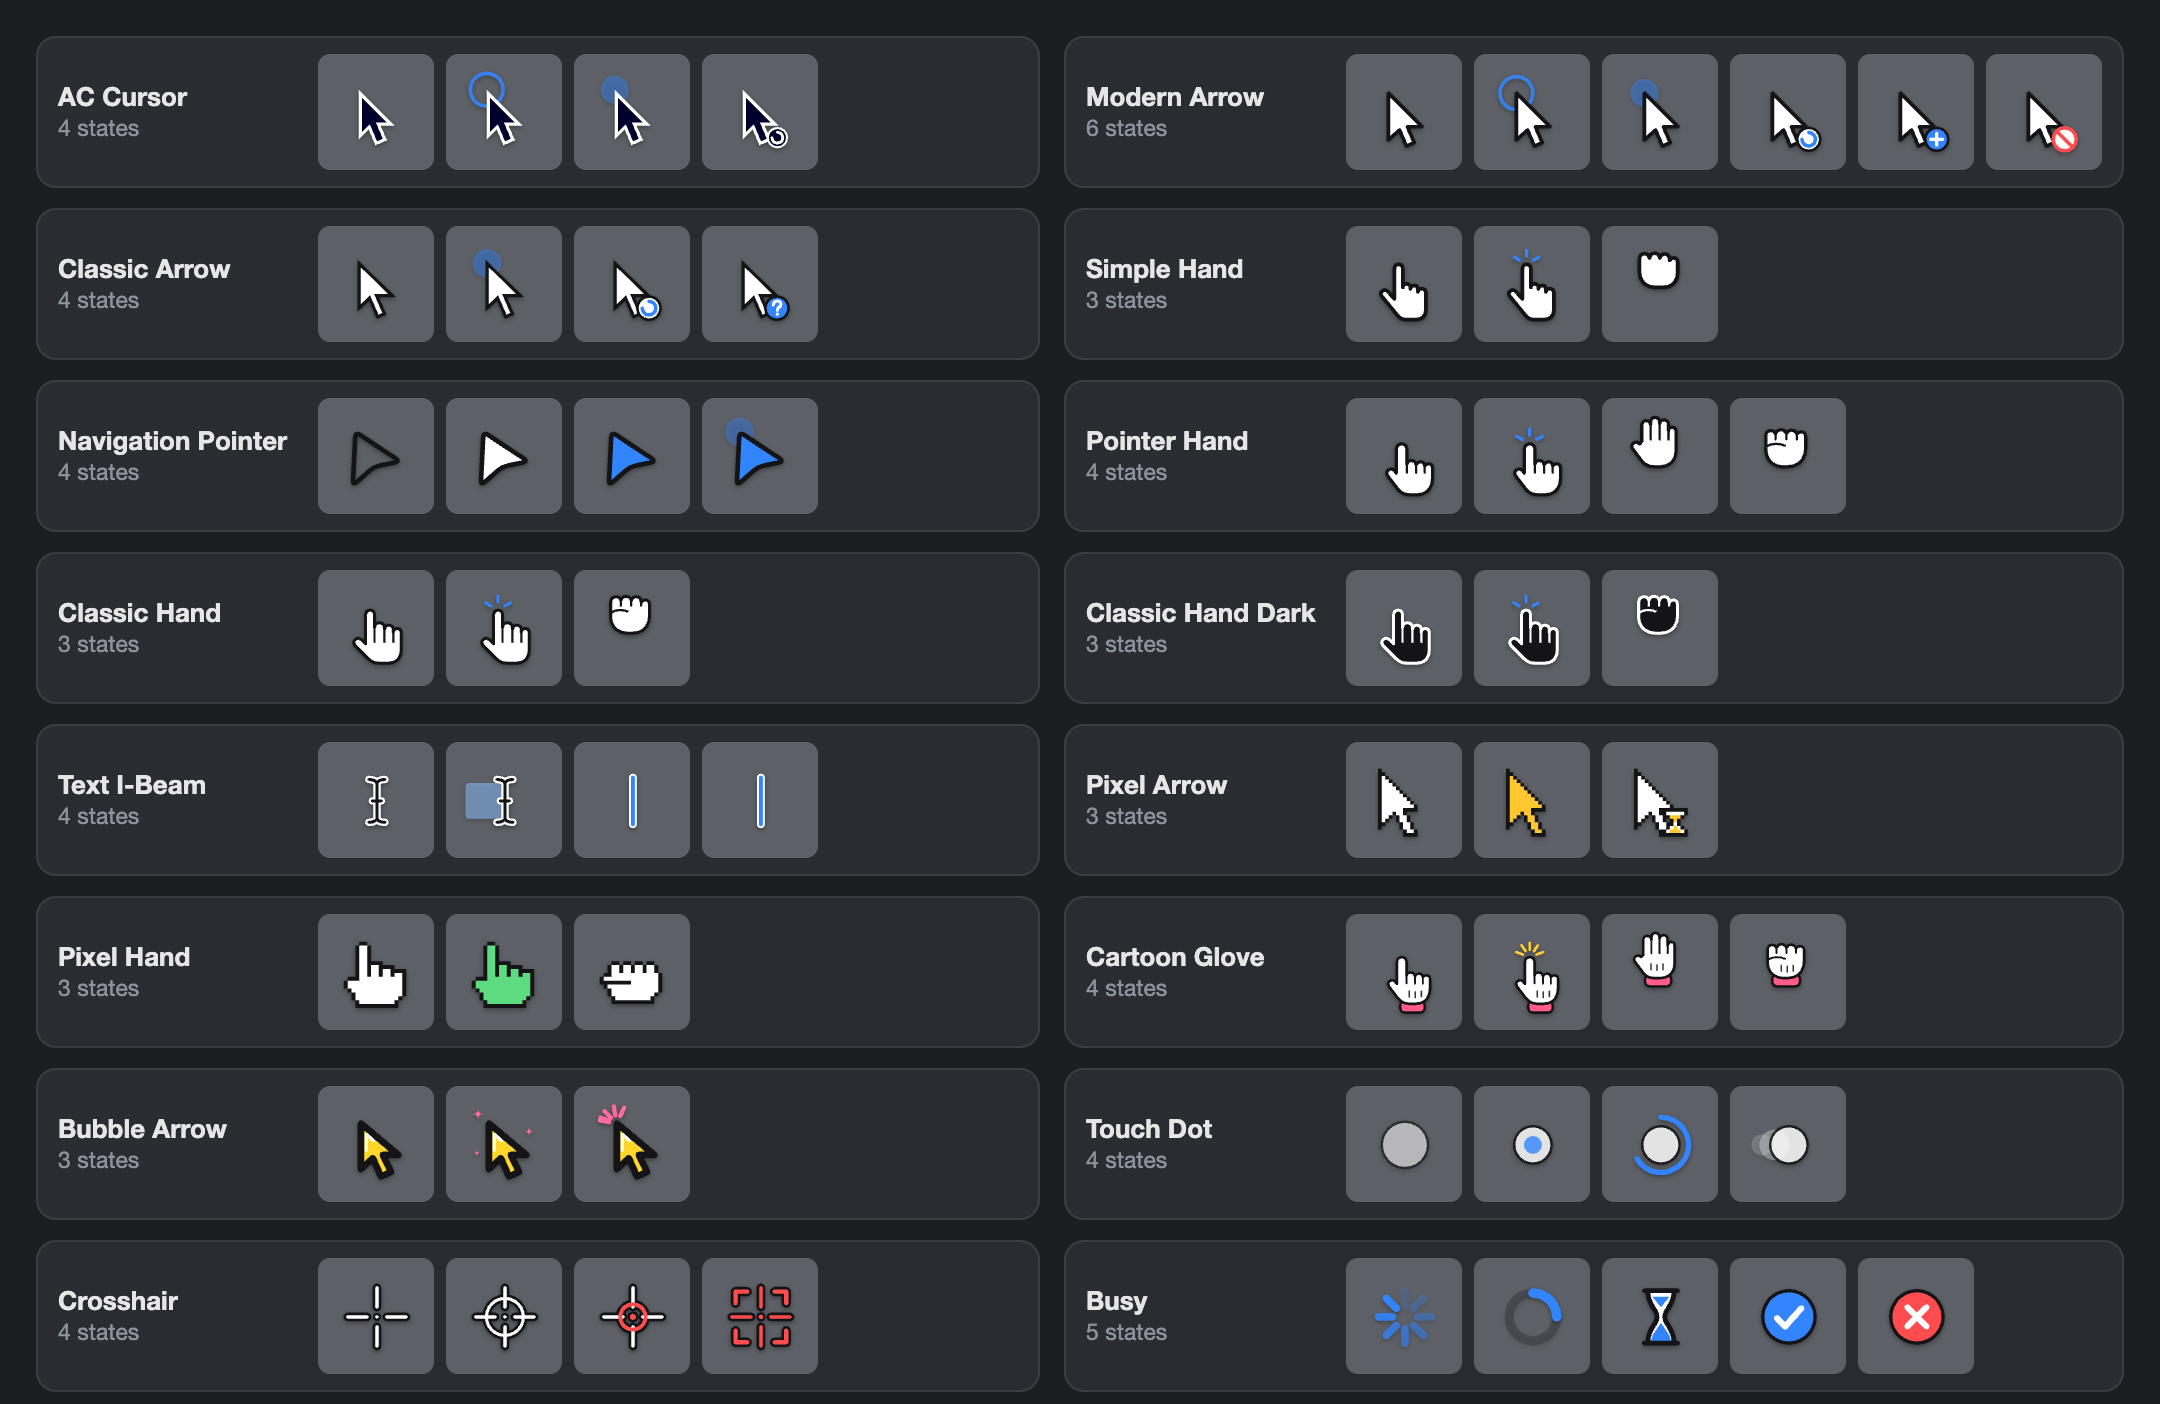 AC Cursor
4 states
Modern Arrow
6 states
Classic Arrow
4 states
?
Simple Hand
3 states
Navigation Pointer
4 states
Pointer Hand
4 states
Classic Hand
3 states
Classic Hand Dark
3 states
Text I-Beam
4 states
Pixel Arrow
3 states
Pixel Hand
3 states
Cartoon Glove
4 states
Bubble Arrow
3 states
Touch Dot
4 states
Crosshair
4 states
Busy
5 states